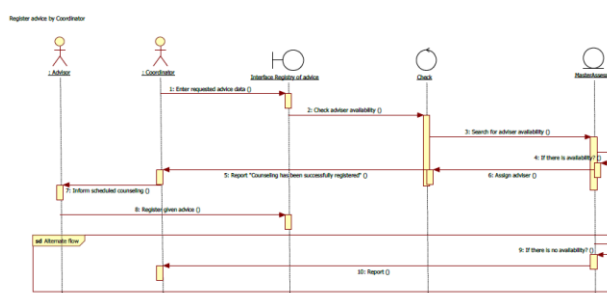 Register advice by Coordinator
: Advisor
: Coordinator
Interface Registry of advice
Check
1: Enter requested advice data ()
2: Check adviser availability ()
3: Search for adviser availability ()
4: If there is availability? ()
5: Report "Counseling has been successfully registered" ()
6: Assign adviser ()
7: Inform scheduled counseling ()
8: Register given advice ()
sd Alternate flow
9: If there is no availability? ()
10: Report ()